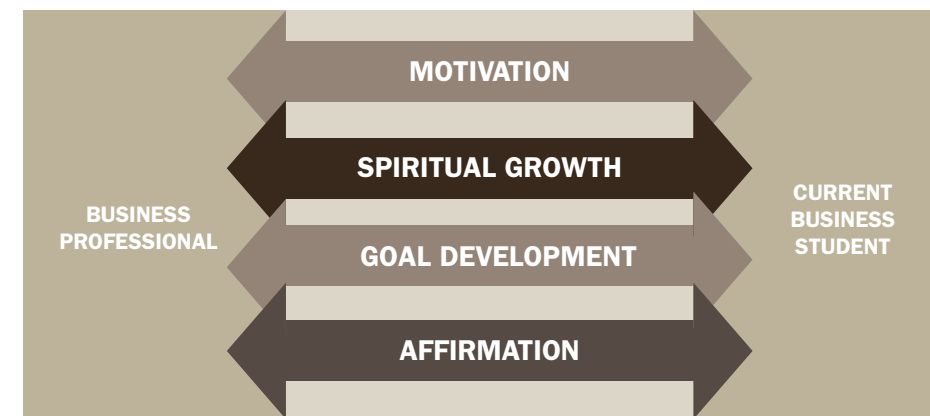 MOTIVATION
SPIRITUAL GROWTH
BUSINESS
PROFESSIONAL
CURRENT
BUSINESS
STUDENT
GOAL DEVELOPMENT
AFFIRMATION